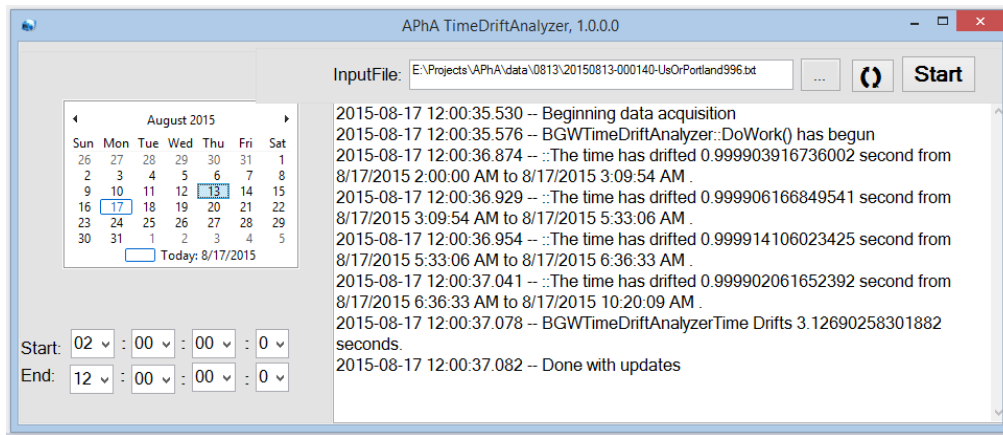 APhA TimeDriftAnalyzer, 1.0.0.0
InputFile: E:\Projects\APhA\data\0813\20150813-000140-UsOrPortland996.txt ... Start
August 2015
Sun Mon Tue Wed Thu Fri Sat
26 27 28 29 30 31 1
2 3 4 5 6 7 8
9 10 11 12 13 14 15
16 17 18 19 20 21 22
23 24 25 26 27 28 29
30 31 1 2 3 4 5
Today: 8/17/2015
Start: 02 : 00 : 00 : 0
End: 12 : 00 : 00 : 0
2015-08-17 12:00:35.530 -- Beginning data acquisition
2015-08-17 12:00:35.576 -- BGWTimeDriftAnalyzer::DoWork() has begun
2015-08-17 12:00:36.874 -- ::The time has drifted 0.999903916736002 second from
8/17/2015 2:00:00 AM to 8/17/2015 3:09:54 AM .
2015-08-17 12:00:36.929 -- ::The time has drifted 0.999906166849541 second from
8/17/2015 3:09:54 AM to 8/17/2015 5:33:06 AM .
2015-08-17 12:00:36.954 -- ::The time has drifted 0.999914106023425 second from
8/17/2015 5:33:06 AM to 8/17/2015 6:36:33 AM .
2015-08-17 12:00:37.041 -- ::The time has drifted 0.999902061652392 second from
8/17/2015 6:36:33 AM to 8/17/2015 10:20:09 AM .
2015-08-17 12:00:37.078 -- BGWTimeDriftAnalyzerTime Drifts 3.12690258301882
seconds.
2015-08-17 12:00:37.082 -- Done with updates